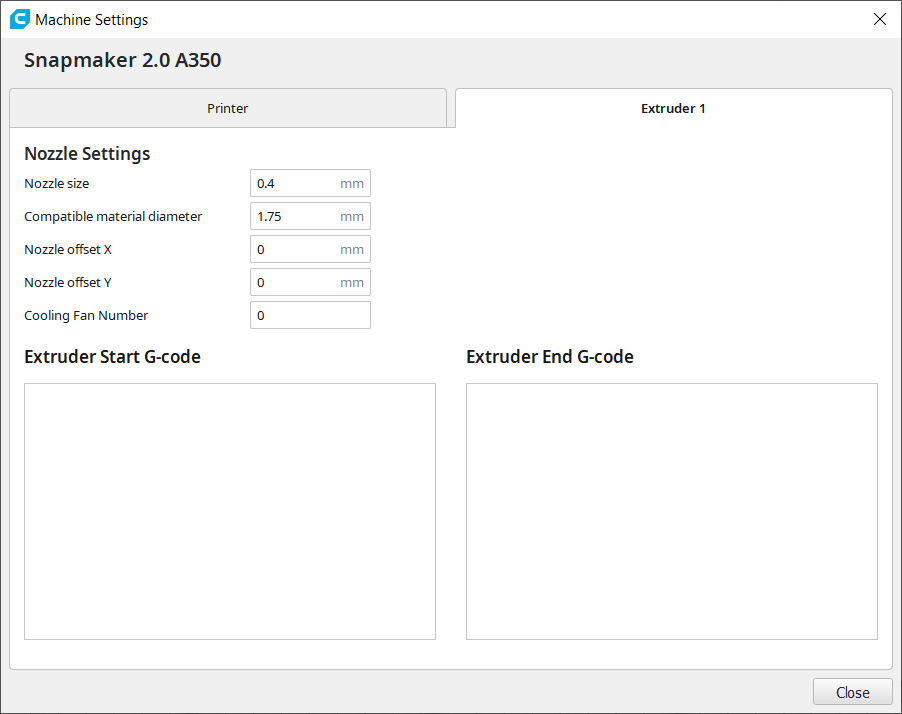 Machine Settings
Snapmaker 2.0 A350
Printer
Extruder 1
Nozzle Settings
Nozzle size 0.4 mm
Compatible material diameter 1.75 mm
Nozzle offset X 0 mm
Nozzle offset Y 0 mm
Cooling Fan Number 0
Extruder Start G-code
Extruder End G-code
Close